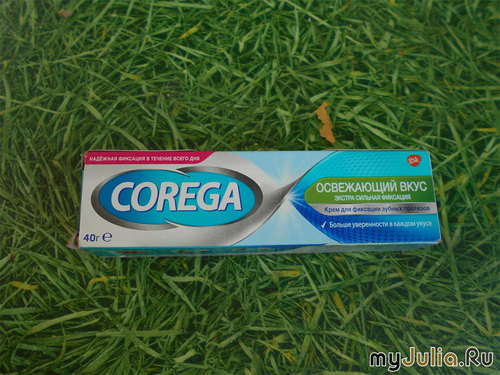 НАДЁЖНАЯ ФИКСАЦИЯ В ТЕЧЕНИЕ ВСЕГО ДНЯ
COREGA
40г e
gsk
ОСВЕЖАЮЩИЙ ВКУС
ЭКСТРА СИЛЬНАЯ ФИКСАЦИЯ
Крем для фиксации зубных протезов
✓ Больше уверенности в каждом укусе
myJulia.Ru